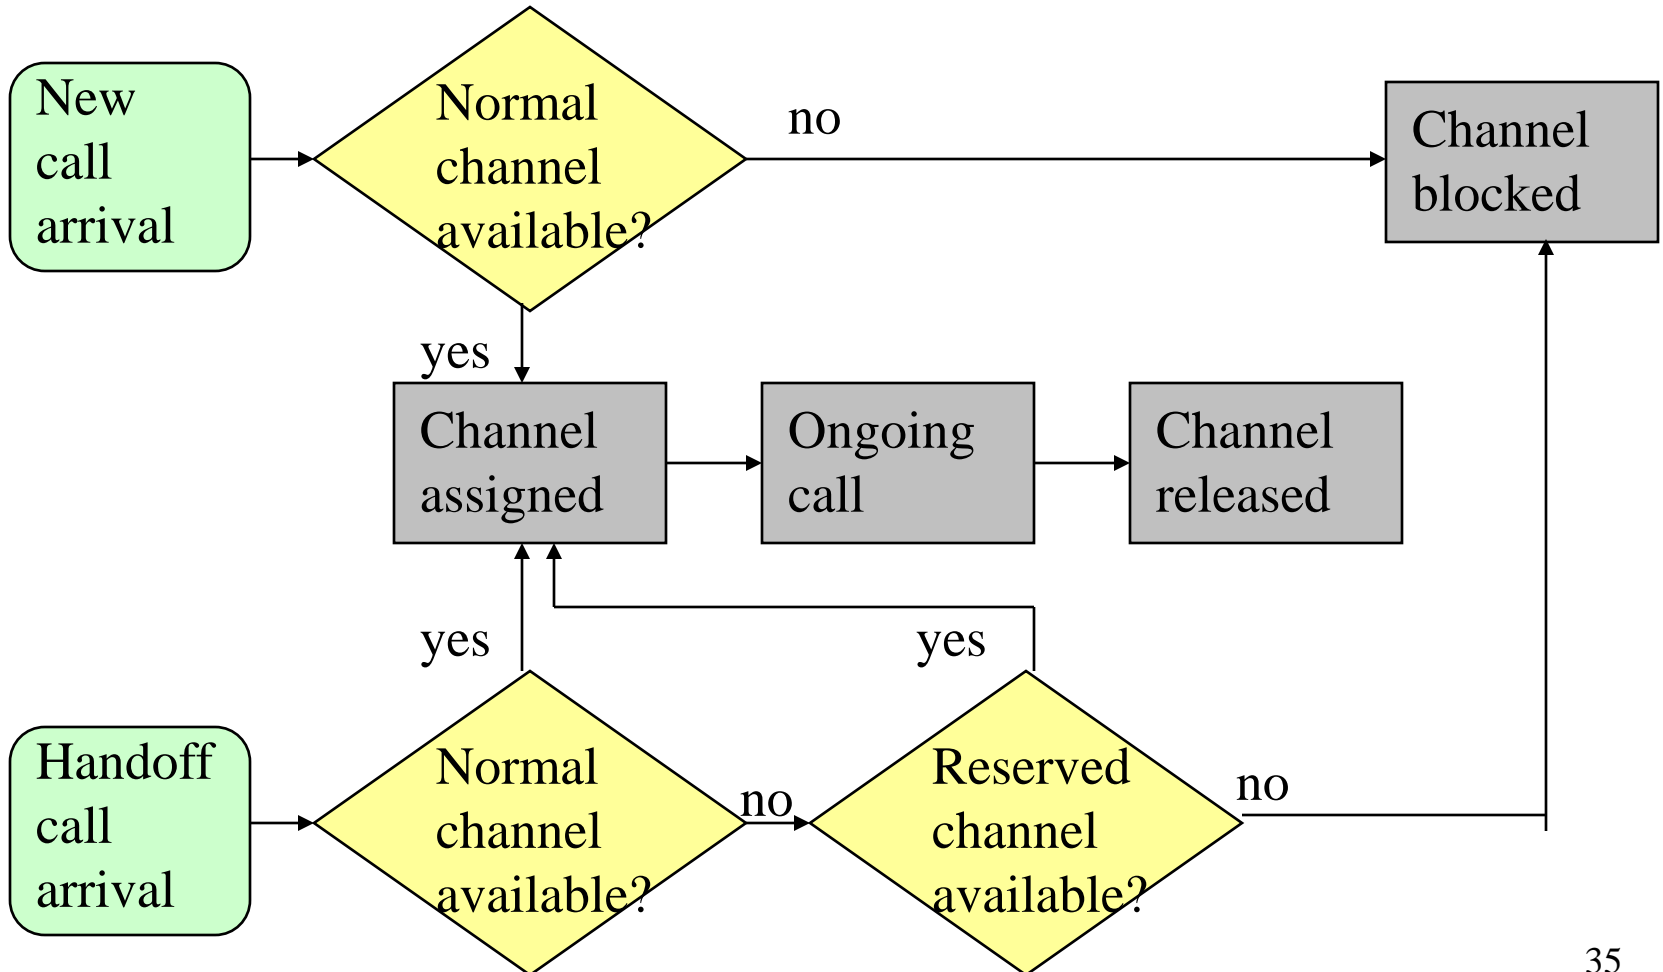 New
call
arrival
Normal
channel
available?
no
Channel
blocked
yes
Channel
assigned
Ongoing
call
Channel
released
yes
yes
Handoff
call
arrival
Normal
channel
available?
no
Reserved
channel
available?
no
35